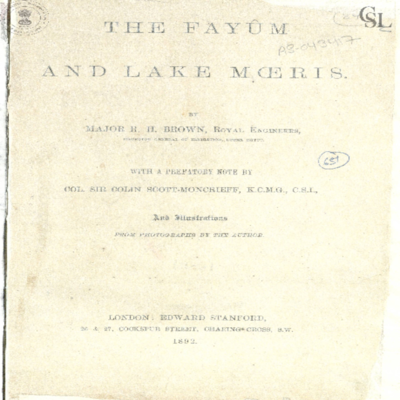 CSL
THE FAYÛM
AND LAKE MŒRIS.
BY
MAJOR R. H. BROWN, ROYAL ENGINEERS,
WITH A PREFATORY NOTE BY
COL. SIR COLIN SCOTT-MONCRIEFF, K.C.M.G., C.S.I.,
And Illustrations
FROM PHOTOGRAPHS BY THE AUTHOR
LONDON: EDWARD STANFORD,
26 & 27, COCKSPUR STREET, CHARING-CROSS, S.W.
1892.